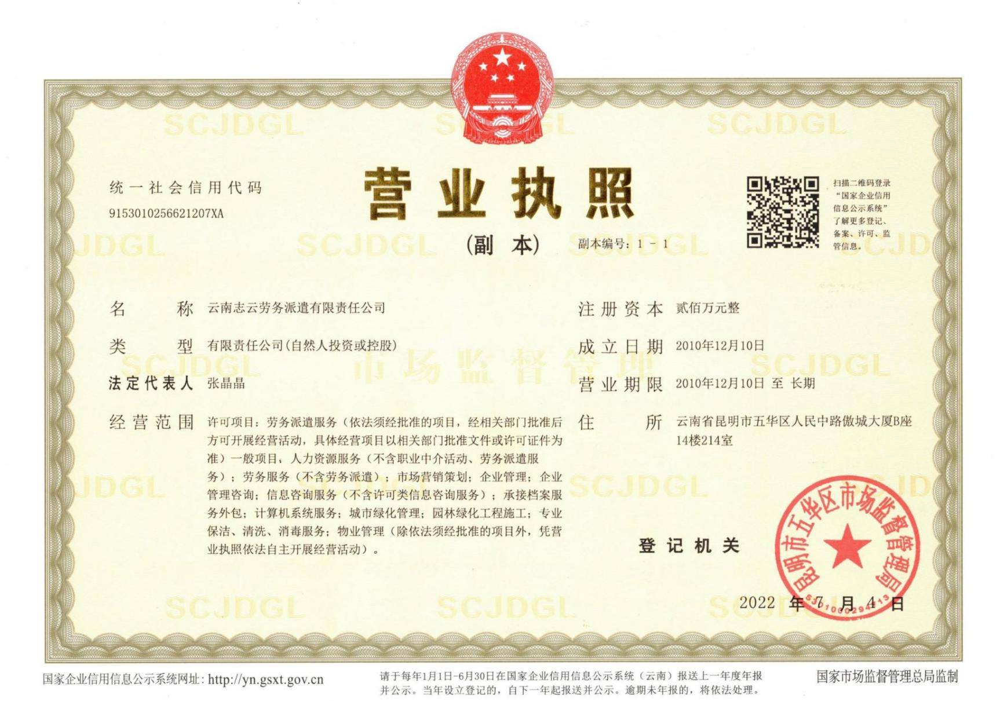 统一社会信用代码
9153010256621207XA
营业执照
(副 本)
副本编号：1 - 1
扫描二维码登录
“国家企业信用
信息公示系统”
了解更多登记、
备案、许可、监
管信息。
名 称 云南志云劳务派遣有限责任公司
类 型 有限责任公司(自然人投资或控股)
法定代表人 张晶晶
经营范围 许可项目：劳务派遣服务（依法须经批准的项目，经相关部门批准后
方可开展经营活动，具体经营项目以相关部门批准文件或许可证件为
准）一般项目、人力资源服务（不含职业中介活动、劳务派遣服
务）；劳务服务（不含劳务派遣）；市场营销策划；企业管理；企业
管理咨询；信息咨询服务（不含许可类信息咨询服务）；承接档案服
务外包；计算机系统服务；城市绿化管理；园林绿化工程施工；专业
保洁、清洗、消毒服务；物业管理（除依法须经批准的项目外，凭营
业执照依法自主开展经营活动）。
注册资本 贰佰万元整
成立日期 2010年12月10日
营业期限 2010年12月10日 至 长期
住 所 云南省昆明市五华区人民中路傲城大厦B座
14楼214室
登记机关
昆明市五华区市场监督管理局
2022 年 7 月 4 日
国家企业信用信息公示系统网址：http://yn.gsxt.gov.cn
请于每年1月1日-6月30日在国家企业信用信息公示系统（云南）报送上一年度年报
并公示。当年设立登记的，自下一年起报送并公示。逾期未年报的，将依法处理。
国家市场监督管理总局监制
SCJDGL
市场监督管理